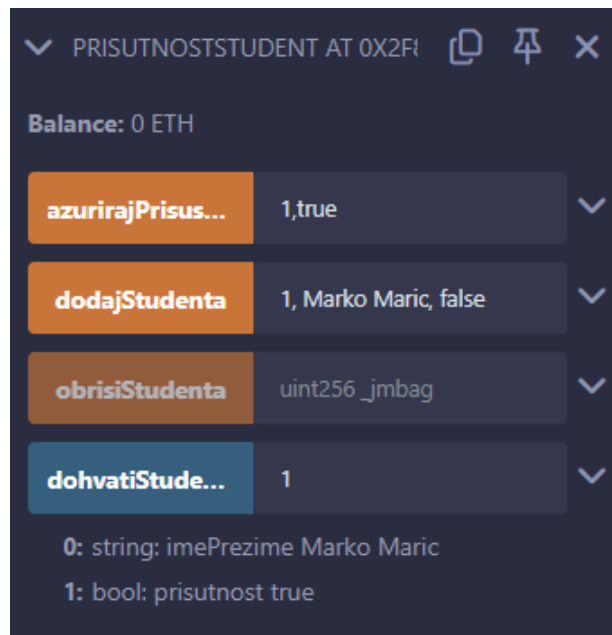 PRISUTNOSTSTUDENT AT 0X2F8
Balance: 0 ETH
azurirajPrisus... 1,true
dodajStudenta 1, Marko Maric, false
obrisiStudenta uint256 _jmbag
dohvatiStude... 1
0: string: imePrezime Marko Maric
1: bool: prisutnost true